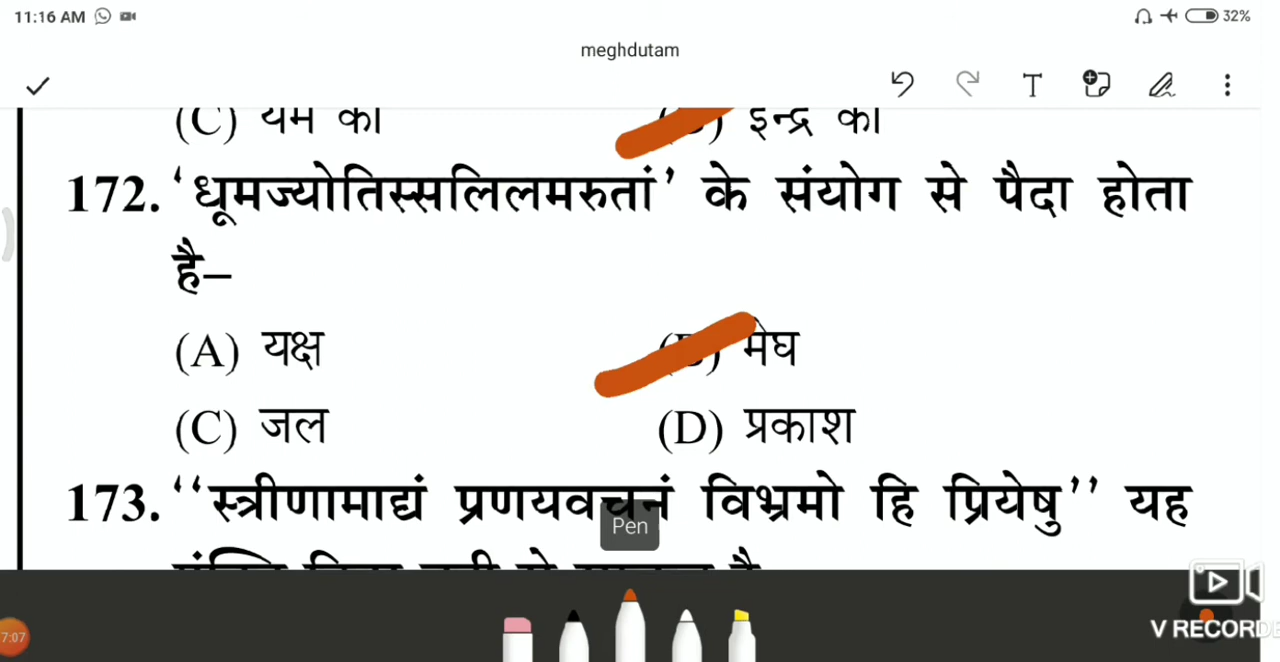 11:16 AM 32%
meghdutam
T
(C) यम का इन्द्र का
172. ‘धूमज्योतिस्सलिलमरुतां’ के संयोग से पैदा होता
है–
(A) यक्ष (B) मेघ
(C) जल (D) प्रकाश
173. ‘‘स्त्रीणामाद्यं प्रणयवचनं विभ्रमो हि प्रियेषु’’ यह
Pen
7:07
V RECORDE